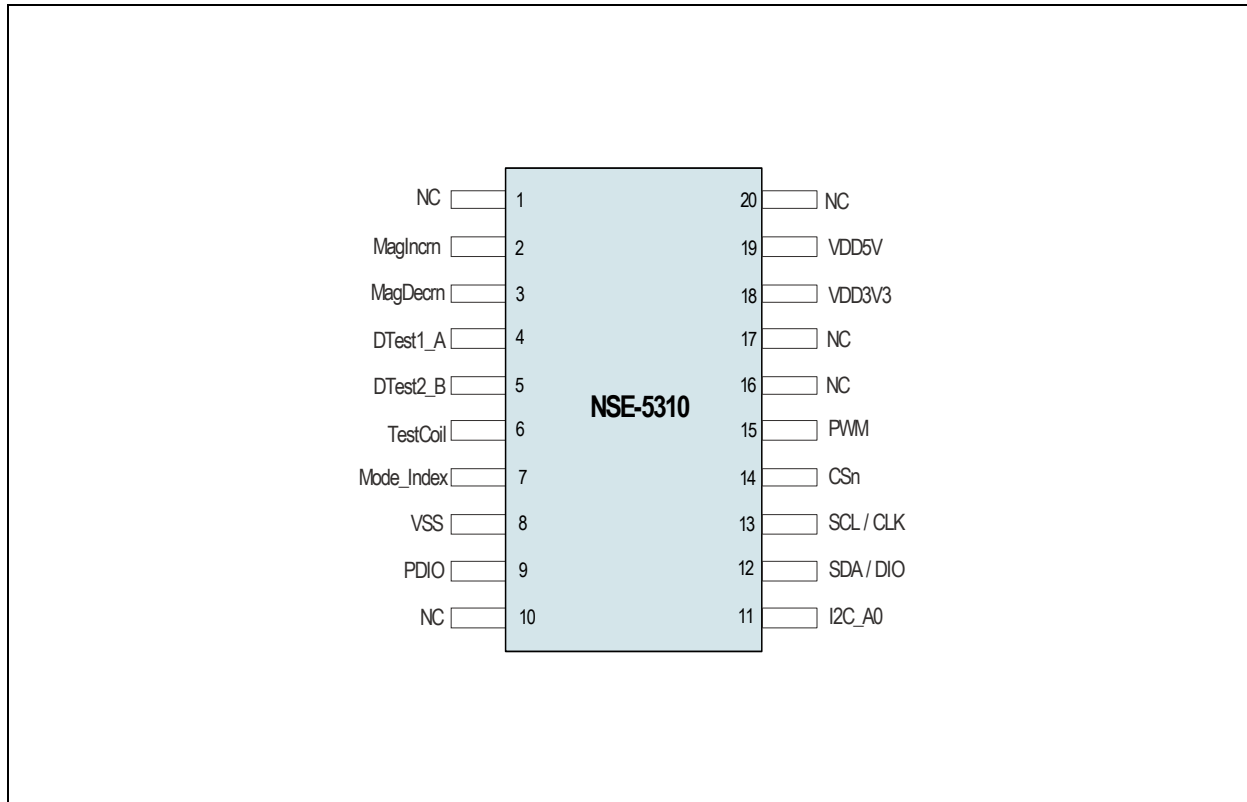 NC 1 20 NC
MagIncrn 2 19 VDD5V
MagDecrn 3 18 VDD3V3
DTest1_A 4 17 NC
DTest2_B 5 16 NC
NSE-5310
TestCoil 6 15 PWM
Mode_Index 7 14 CSn
VSS 8 13 SCL / CLK
PDIO 9 12 SDA / DIO
NC 10 11 I2C_A0